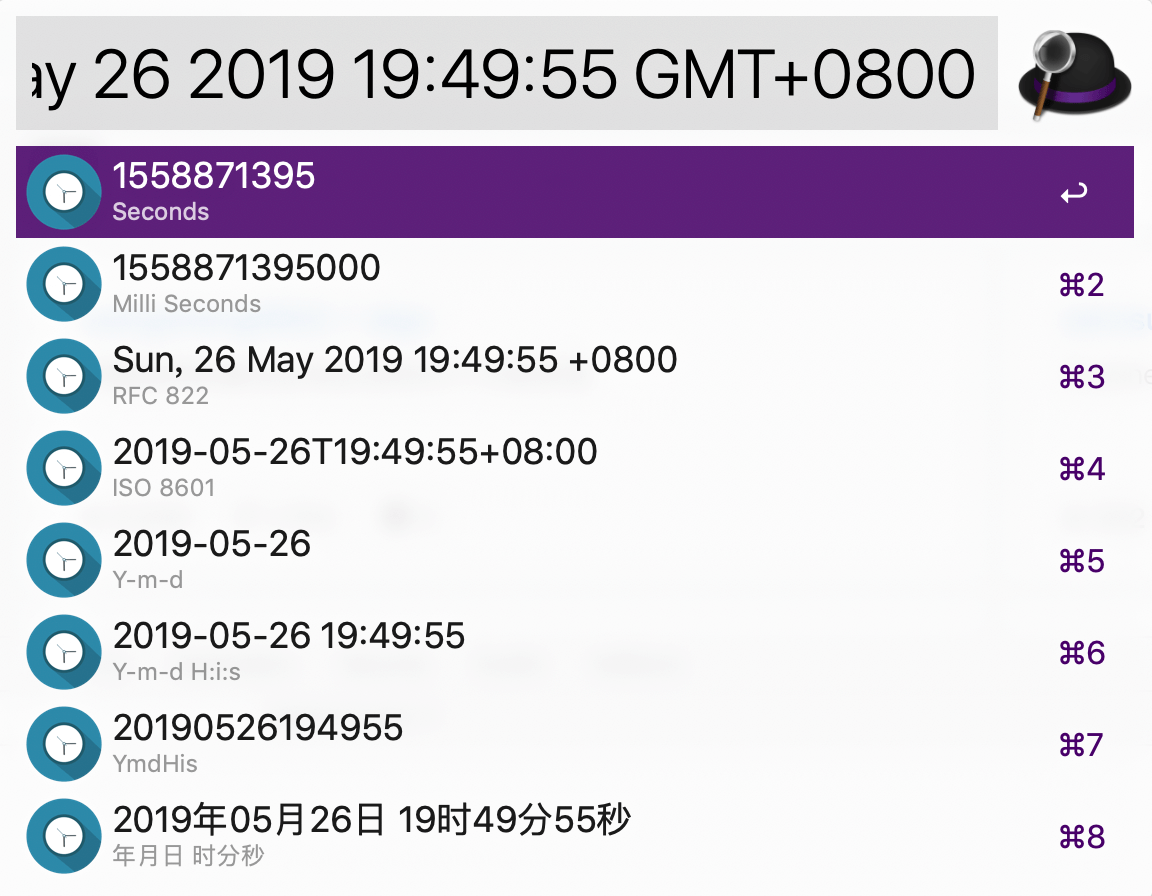 ay 26 2019 19:49:55 GMT+0800
1558871395
Seconds
↩
1558871395000
Milli Seconds
⌘2
Sun, 26 May 2019 19:49:55 +0800
RFC 822
⌘3
2019-05-26T19:49:55+08:00
ISO 8601
⌘4
2019-05-26
Y-m-d
⌘5
2019-05-26 19:49:55
Y-m-d H:i:s
⌘6
20190526194955
YmdHis
⌘7
2019年05月26日 19时49分55秒
年月日 时分秒
⌘8